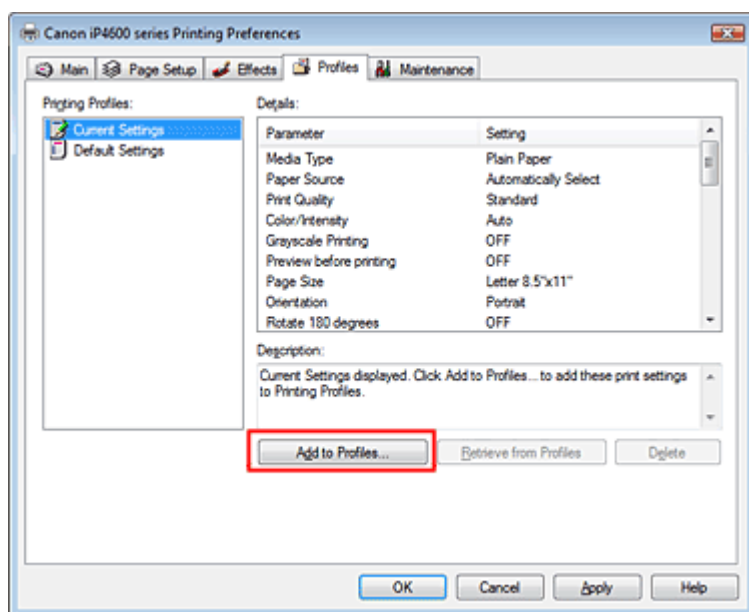 Canon iP4600 series Printing Preferences
Main Page Setup Effects Profiles Maintenance
Printing Profiles:
Current Settings
Default Settings
Details:
Parameter Setting
Media Type Plain Paper
Paper Source Automatically Select
Print Quality Standard
Color/Intensity Auto
Grayscale Printing OFF
Preview before printing OFF
Page Size Letter 8.5"x11"
Orientation Portrait
Rotate 180 degrees OFF
Description:
Current Settings displayed. Click Add to Profiles... to add these print settings
to Printing Profiles.
Add to Profiles... Retrieve from Profiles Delete
OK Cancel Apply Help